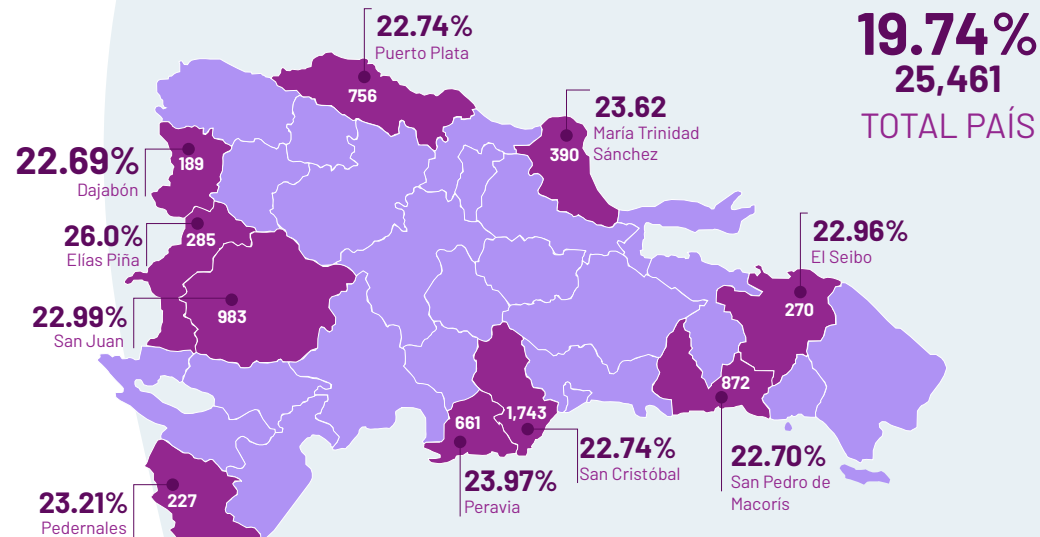 19.74%
25,461
TOTAL PAÍS
22.74%
Puerto Plata
756
23.62
María Trinidad
Sánchez
390
22.69%
Dajabón
189
26.0%
Elías Piña
285
22.96%
El Seibo
270
22.99%
San Juan
983
872
22.70%
San Pedro de
Macorís
1,743
22.74%
San Cristóbal
661
23.97%
Peravia
23.21%
Pedernales
227